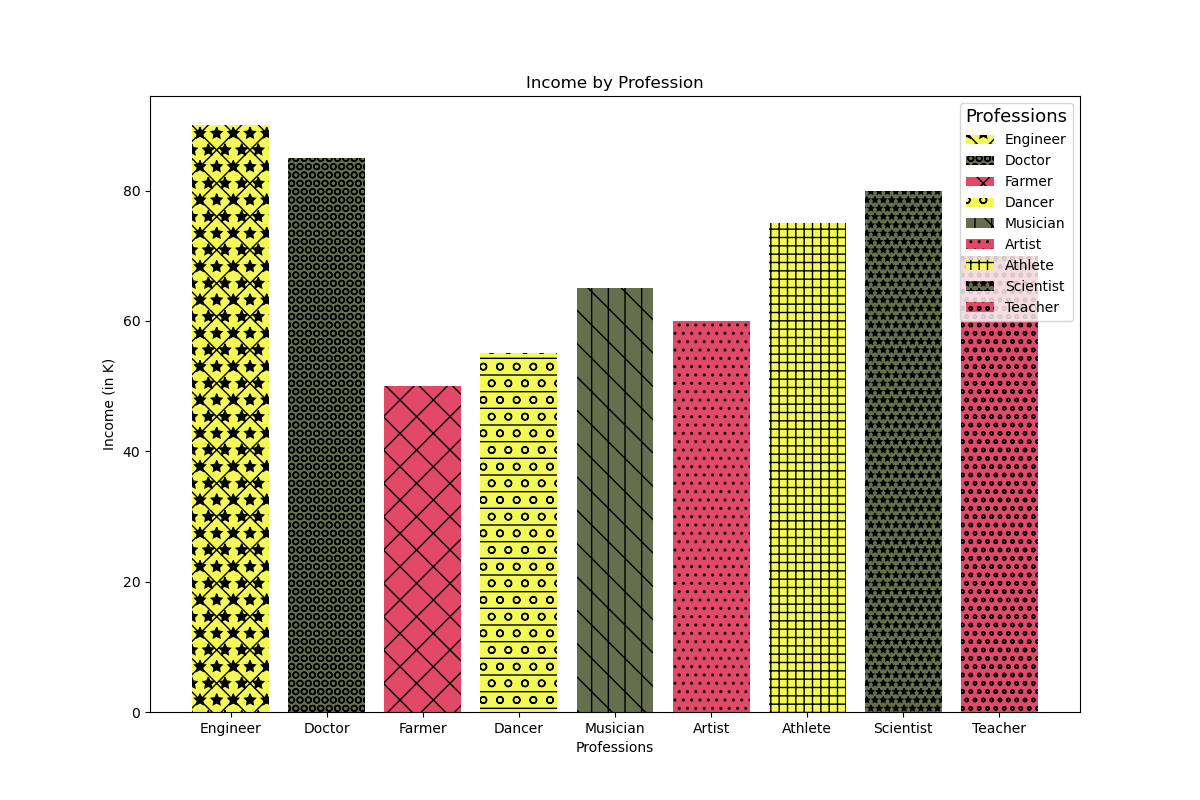 Income by Profession
Professions
Engineer
Doctor
Farmer
Dancer
Musician
Artist
Athlete
Scientist
Teacher
Income (in K)
80
60
40
20
0
Engineer Doctor Farmer Dancer Musician Artist Athlete Scientist Teacher
Professions